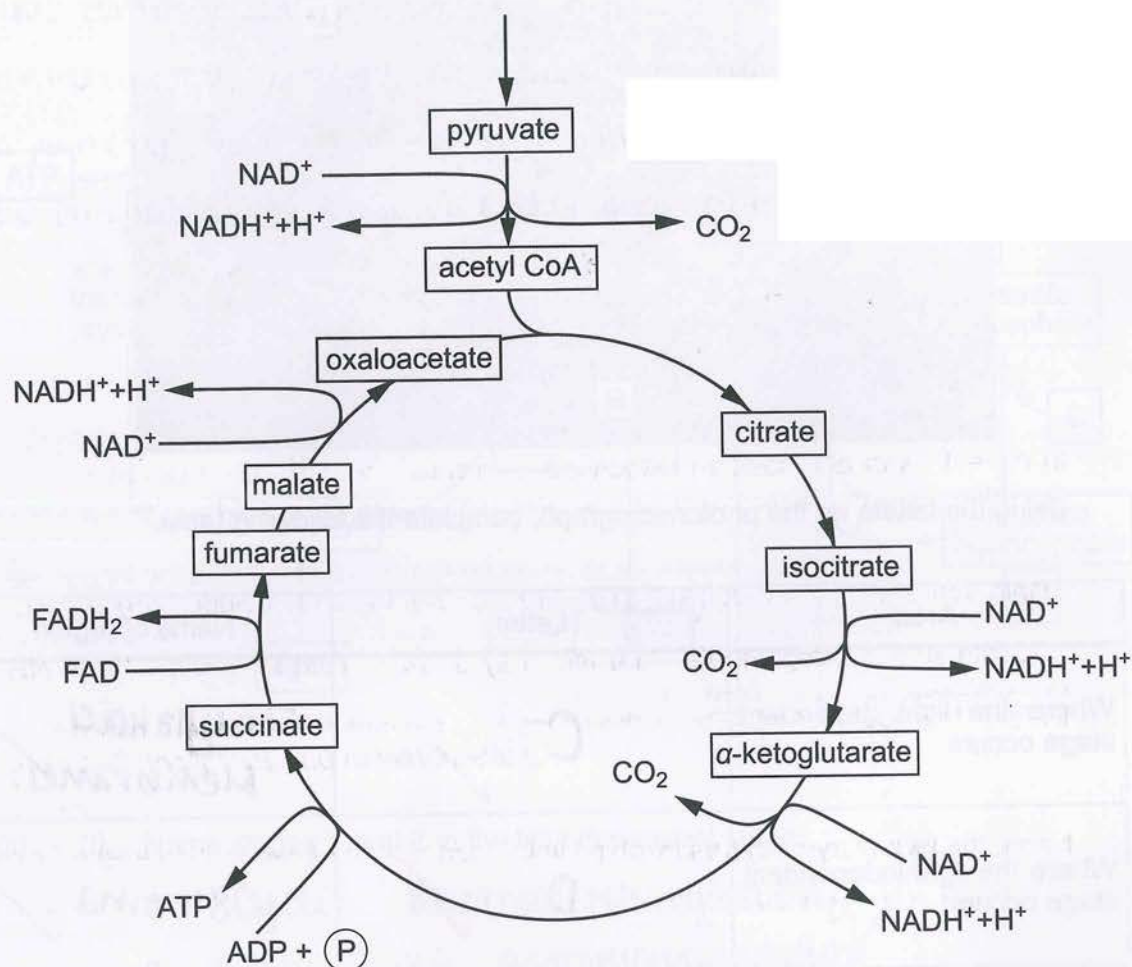 pyruvate
NAD⁺
NADH⁺+H⁺
CO₂
acetyl CoA
oxaloacetate
NADH⁺+H⁺
NAD⁺
citrate
malate
fumarate
isocitrate
NAD⁺
FADH₂
CO₂
NADH⁺+H⁺
FAD
succinate
α-ketoglutarate
CO₂
NAD⁺
ATP
NADH⁺+H⁺
ADP + P